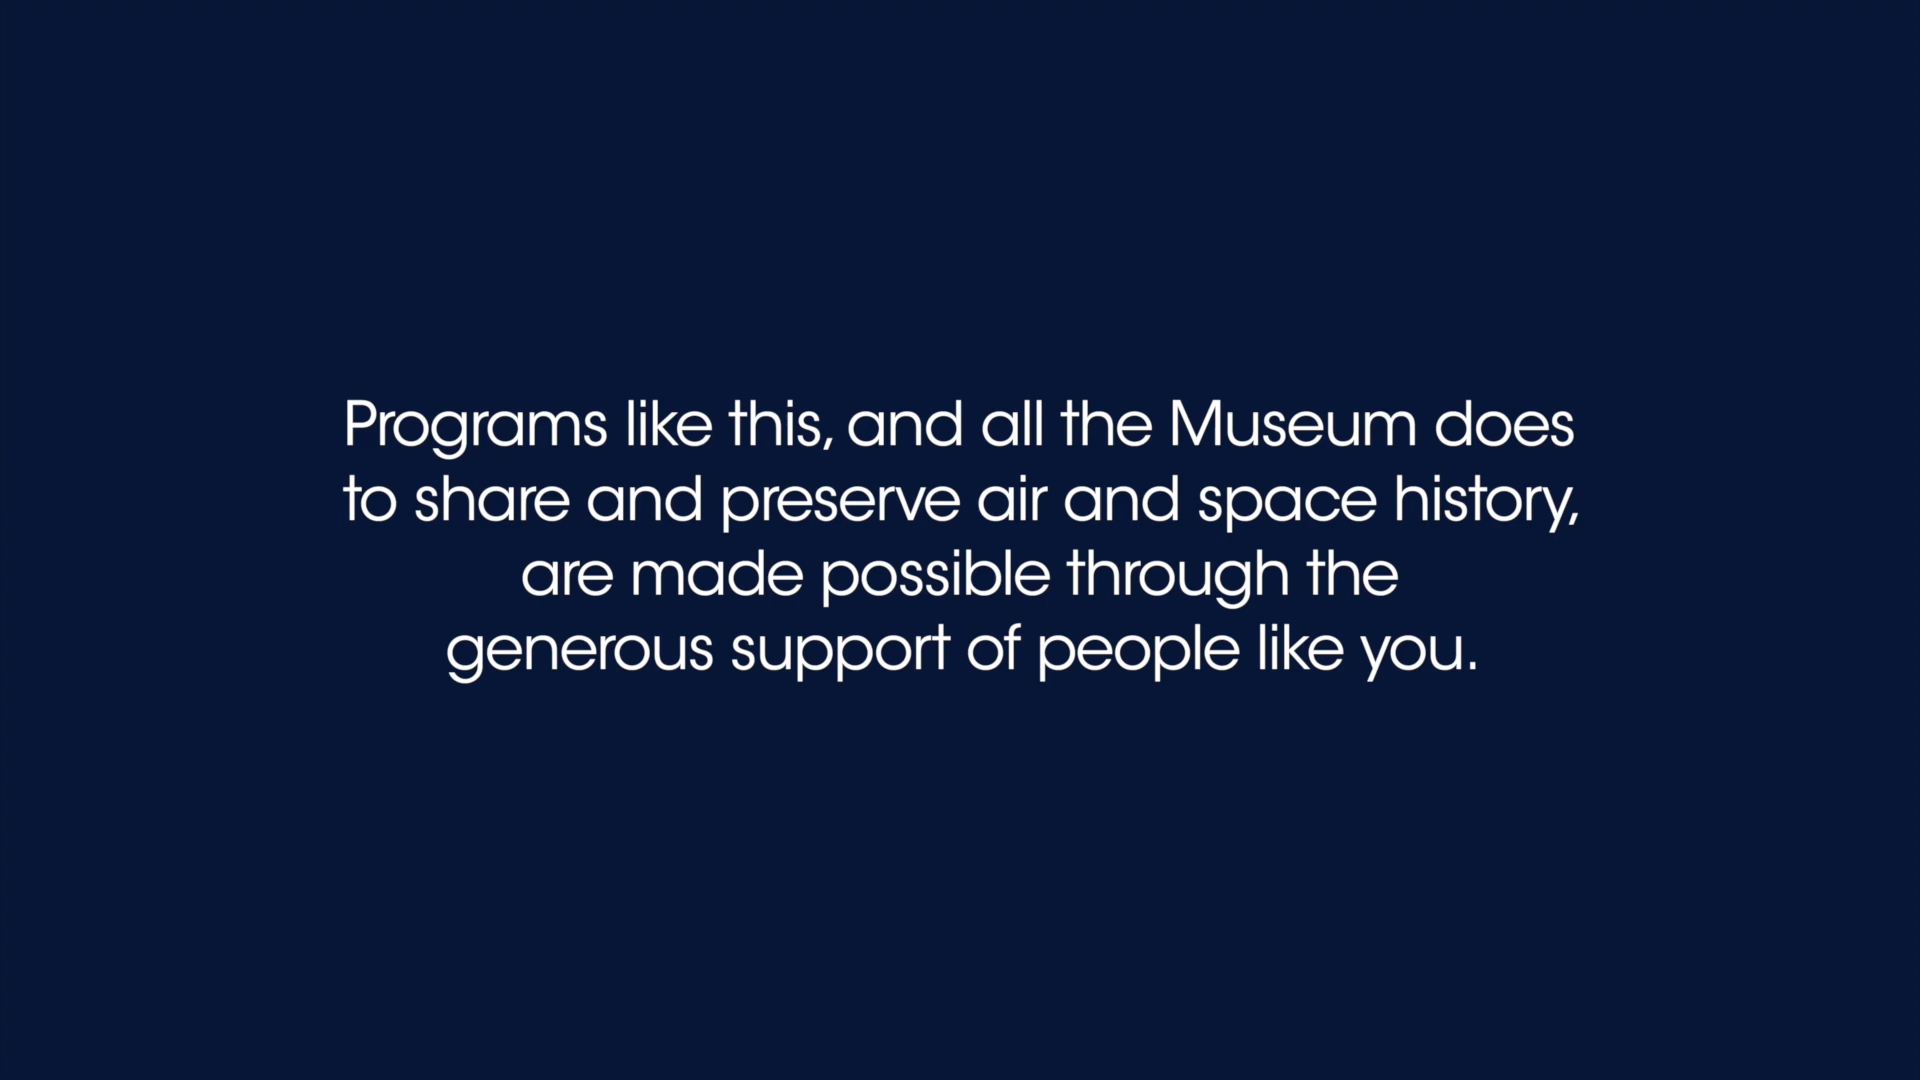 Programs like this, and all the Museum does
to share and preserve air and space history,
are made possible through the
generous support of people like you.